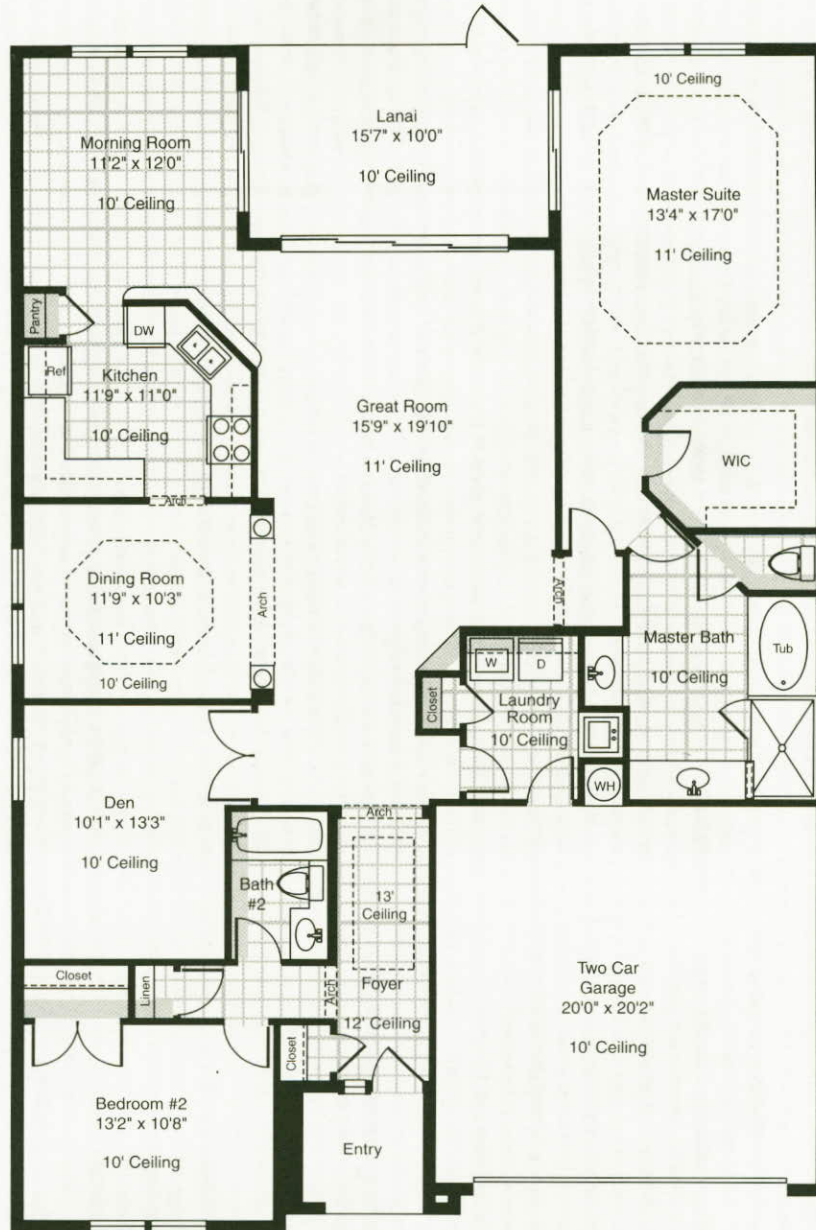 10' Ceiling
Lanai
15'7" x 10'0"
10' Ceiling
Morning Room
11'2" x 12'0"
10' Ceiling
Master Suite
13'4" x 17'0"
11' Ceiling
Pantry
DW
Ref
Kitchen
11'9" x 11"0"
10' Ceiling
Great Room
15'9" x 19'10"
11' Ceiling
WIC
Arch
Dining Room
11'9" x 10'3"
11' Ceiling
10' Ceiling
Arch
Arch
Master Bath
10' Ceiling
Tub
W
D
Closet
Laundry
Room
10' Ceiling
WH
Den
10'1" x 13'3"
10' Ceiling
Arch
Bath
#2
13'
Ceiling
Closet
Linen
Arch
Foyer
12' Ceiling
Two Car
Garage
20'0" x 20'2"
10' Ceiling
Closet
Bedroom #2
13'2" x 10'8"
10' Ceiling
Entry